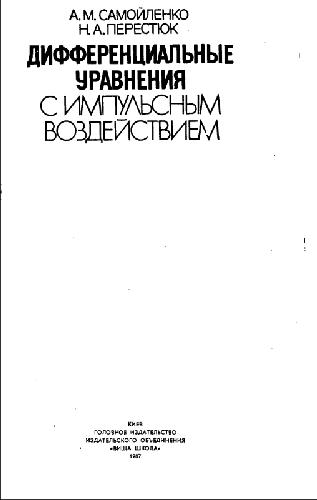 А. М. САМОЙЛЕНКО
Н. А. ПЕРЕСТЮК
ДИФФЕРЕНЦИАЛЬНЫЕ
УРАВНЕНИЯ
С ИМПУЛЬСНЫМ
ВОЗДЕЙСТВИЕМ
КИЕВ
ГОЛОВНОЕ ИЗДАТЕЛЬСТВО
ИЗДАТЕЛЬСКОГО ОБЪЕДИНЕНИЯ
«ВИЩА ШКОЛА»
1987